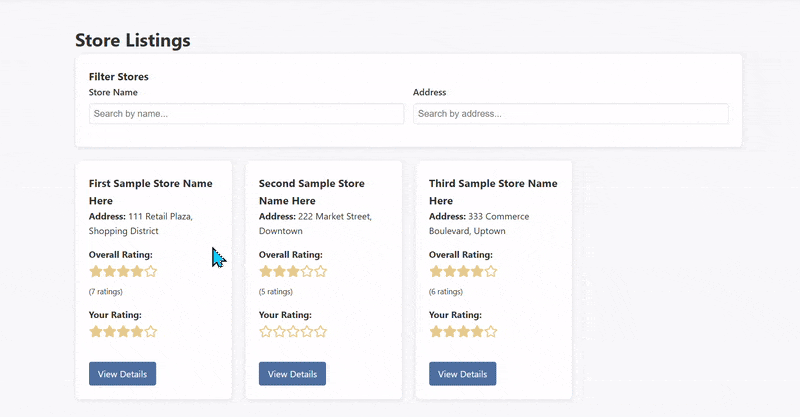 Store Listings
Filter Stores
Store Name
Address
Search by name...
Search by address...
First Sample Store Name
Here
Address: 111 Retail Plaza,
Shopping District
Overall Rating:
(7 ratings)
Your Rating:
View Details
Second Sample Store
Name Here
Address: 222 Market Street,
Downtown
Overall Rating:
(5 ratings)
Your Rating:
View Details
Third Sample Store Name
Here
Address: 333 Commerce
Boulevard, Uptown
Overall Rating:
(6 ratings)
Your Rating:
View Details